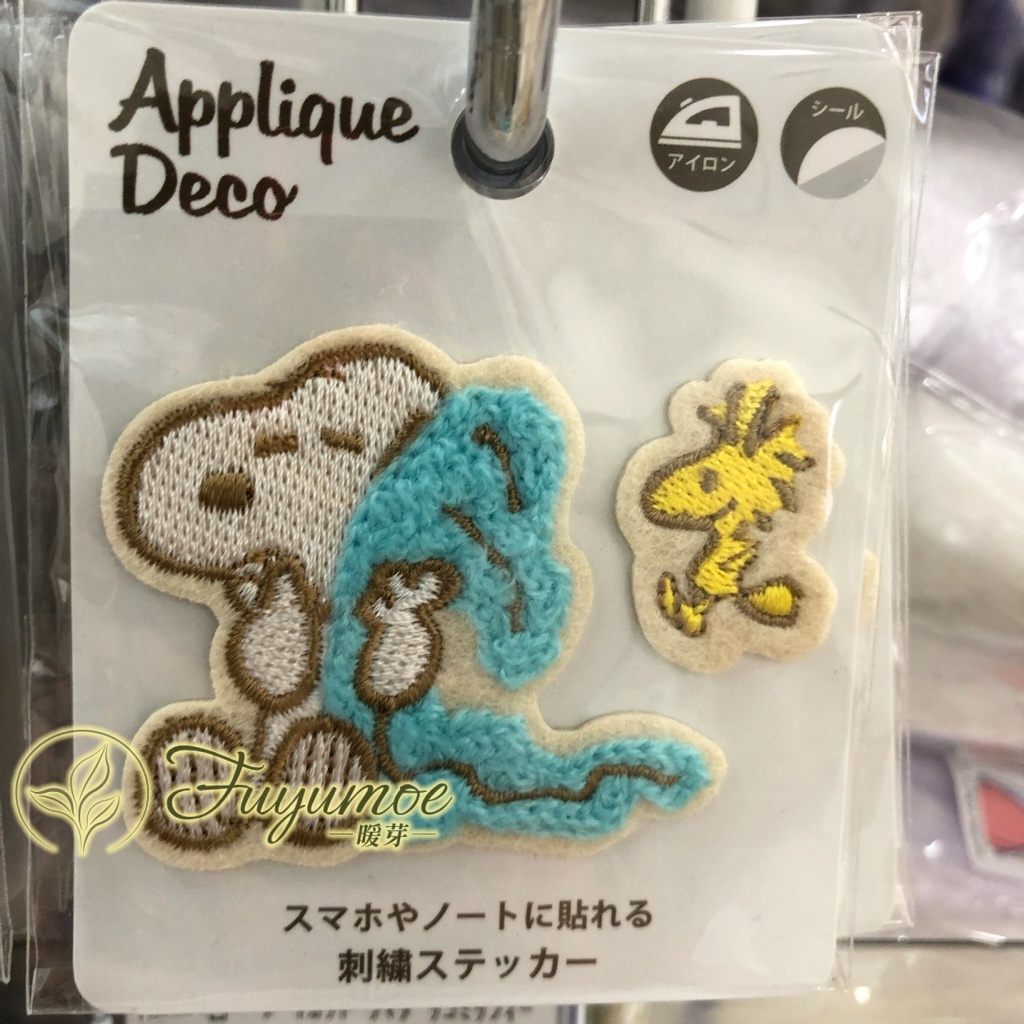 Applique
Deco
アイロン
シール
Fuyumoe
暖芽
スマホやノートに貼れる
刺繍ステッカー